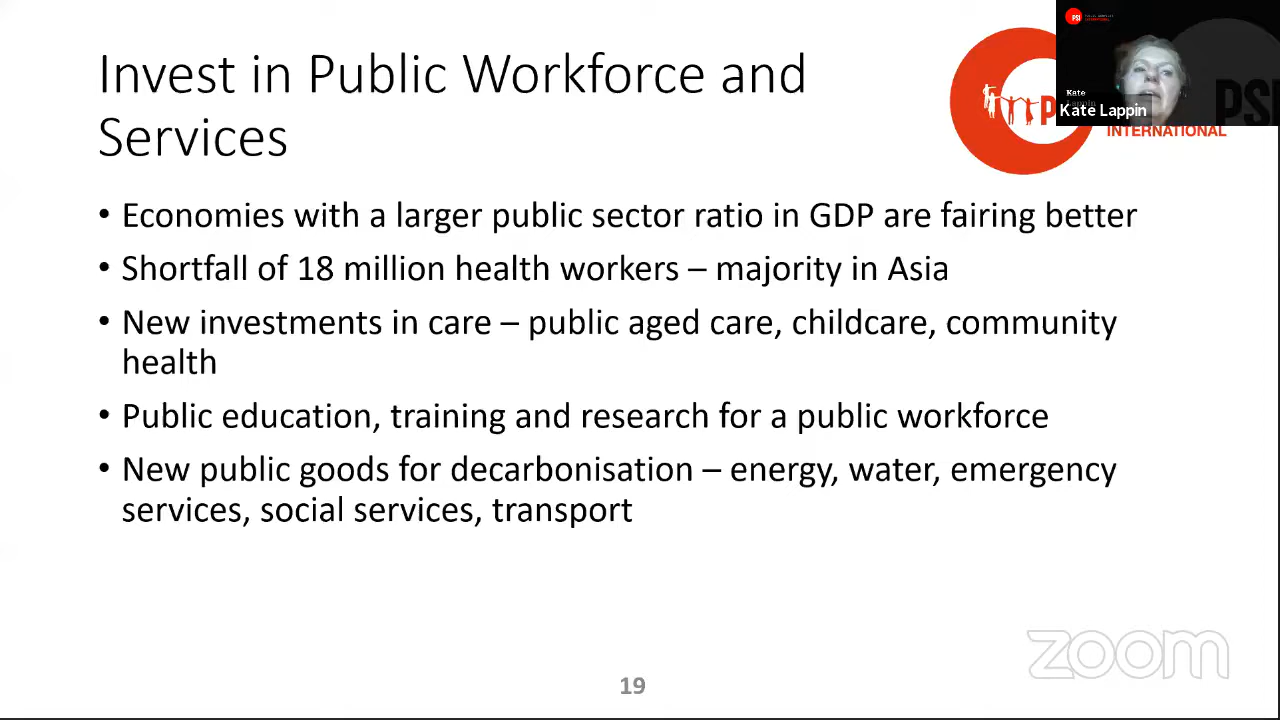 Invest in Public Workforce and
Services
• Economies with a larger public sector ratio in GDP are fairing better
• Shortfall of 18 million health workers – majority in Asia
• New investments in care – public aged care, childcare, community
health
• Public education, training and research for a public workforce
• New public goods for decarbonisation – energy, water, emergency
services, social services, transport
19
PSI
Kate
Kate Lappin
PSI
INTERNATIONAL
zoom